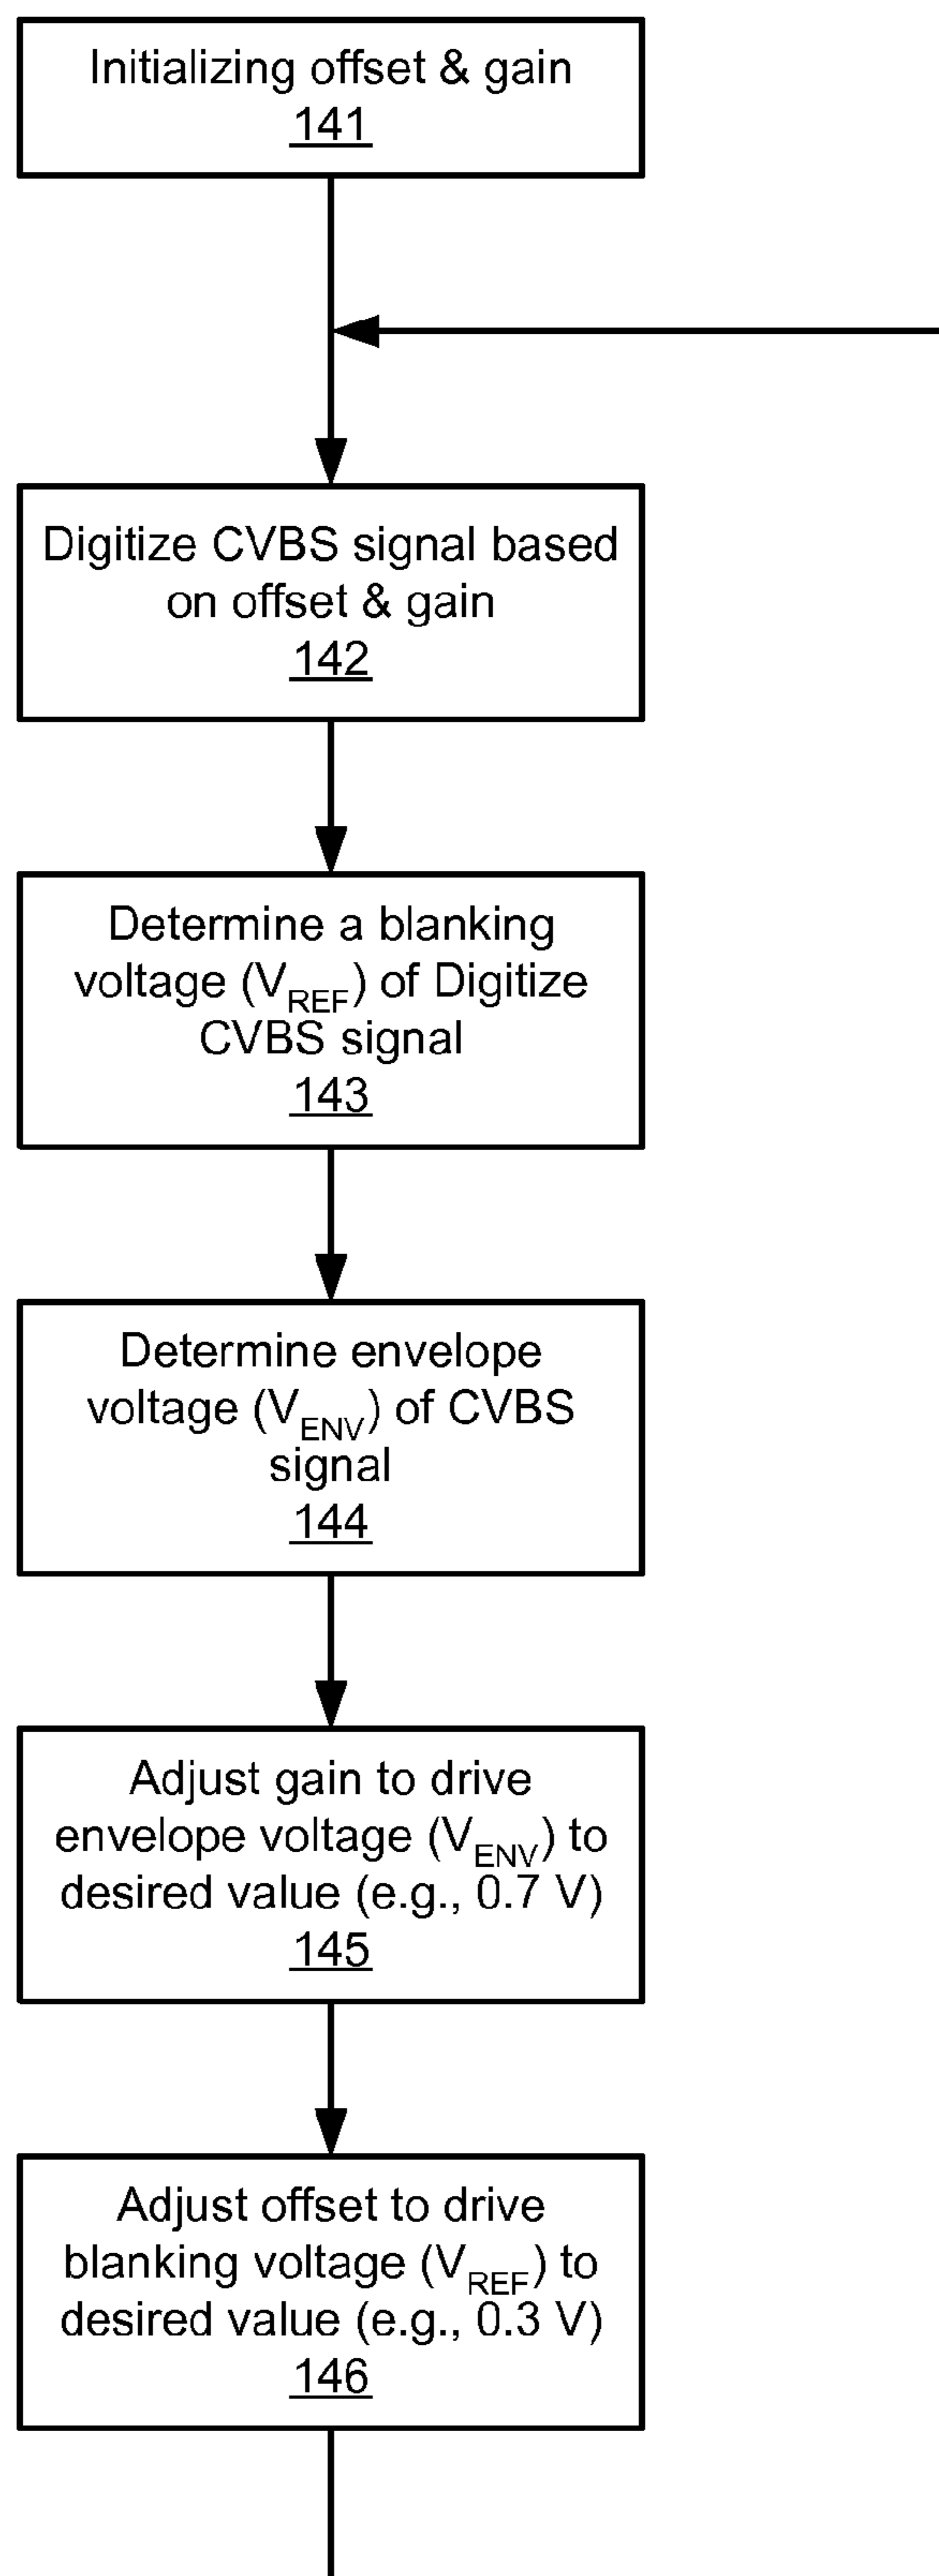 Initializing offset & gain
141
Digitize CVBS signal based
on offset & gain
142
Determine a blanking
voltage (VREF) of Digitize
CVBS signal
143
Determine envelope
voltage (VENV) of CVBS
signal
144
Adjust gain to drive
envelope voltage (VENV) to
desired value (e.g., 0.7 V)
145
Adjust offset to drive
blanking voltage (VREF) to
desired value (e.g., 0.3 V)
146